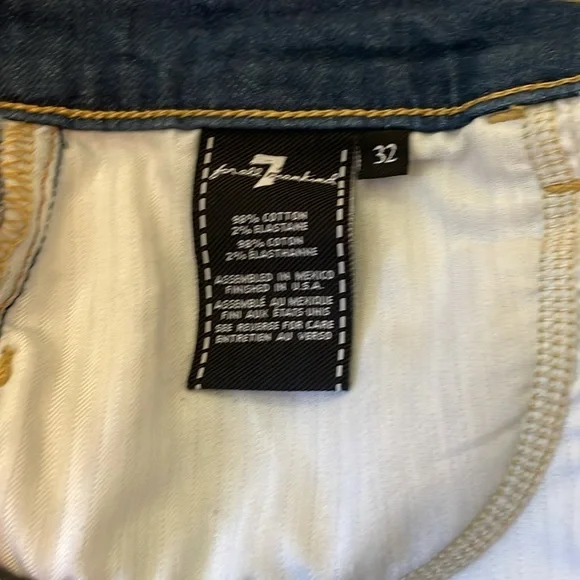 7
for all mankind
32
98% COTTON
2% ELASTANE
98% COTON
2% ÉLASTHANNE
ASSEMBLED IN MEXICO
FINISHED IN U.S.A.
ASSEMBLÉ AU MEXIQUE
FINI AUX ÉTATS UNIS
SEE REVERSE FOR CARE
ENTRETIEN AU VERSO